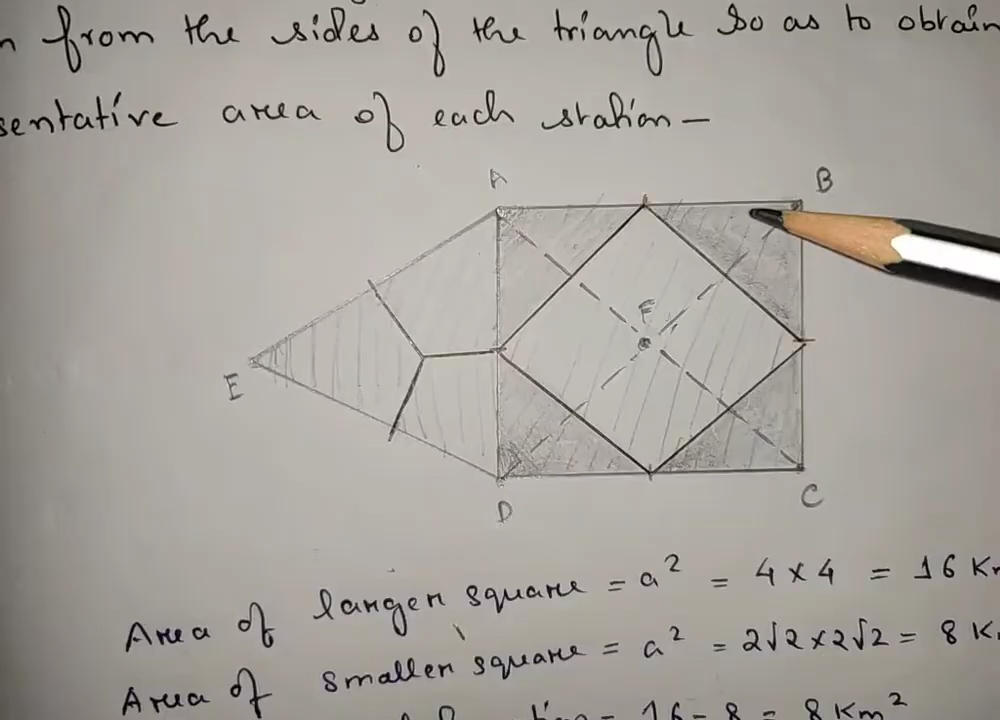 from the sides of the triangle so as to obtain
sentative area of each station –
A
B
F
E
D
C
Area of larger square = a² = 4 × 4 = 16 K
Area of smaller square = a² = 2√2 × 2√2 = 8 K
= 16 - 8 = 8 Km²